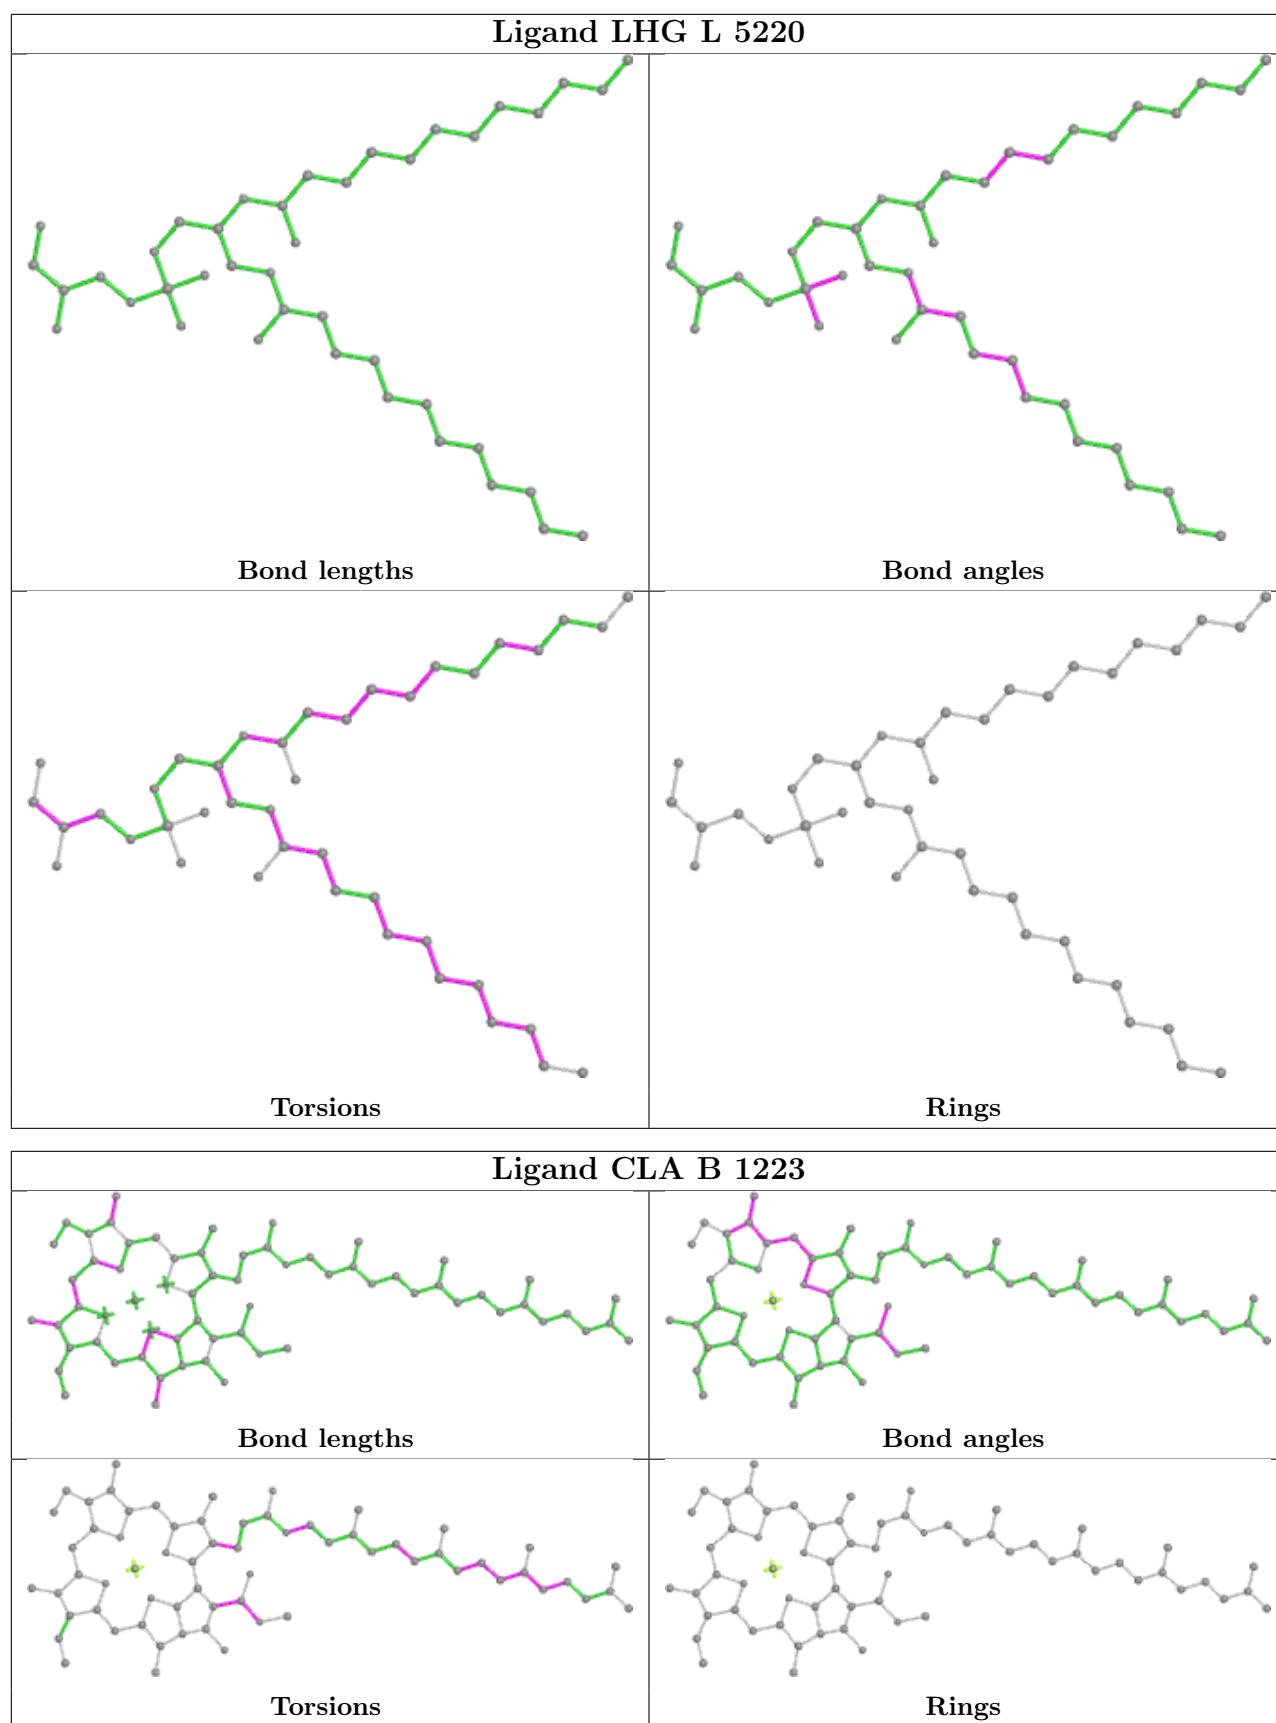 Ligand LHG L 5220
Bond lengths
Bond angles
Torsions
Rings
Ligand CLA B 1223
Bond lengths
Bond angles
Torsions
Rings